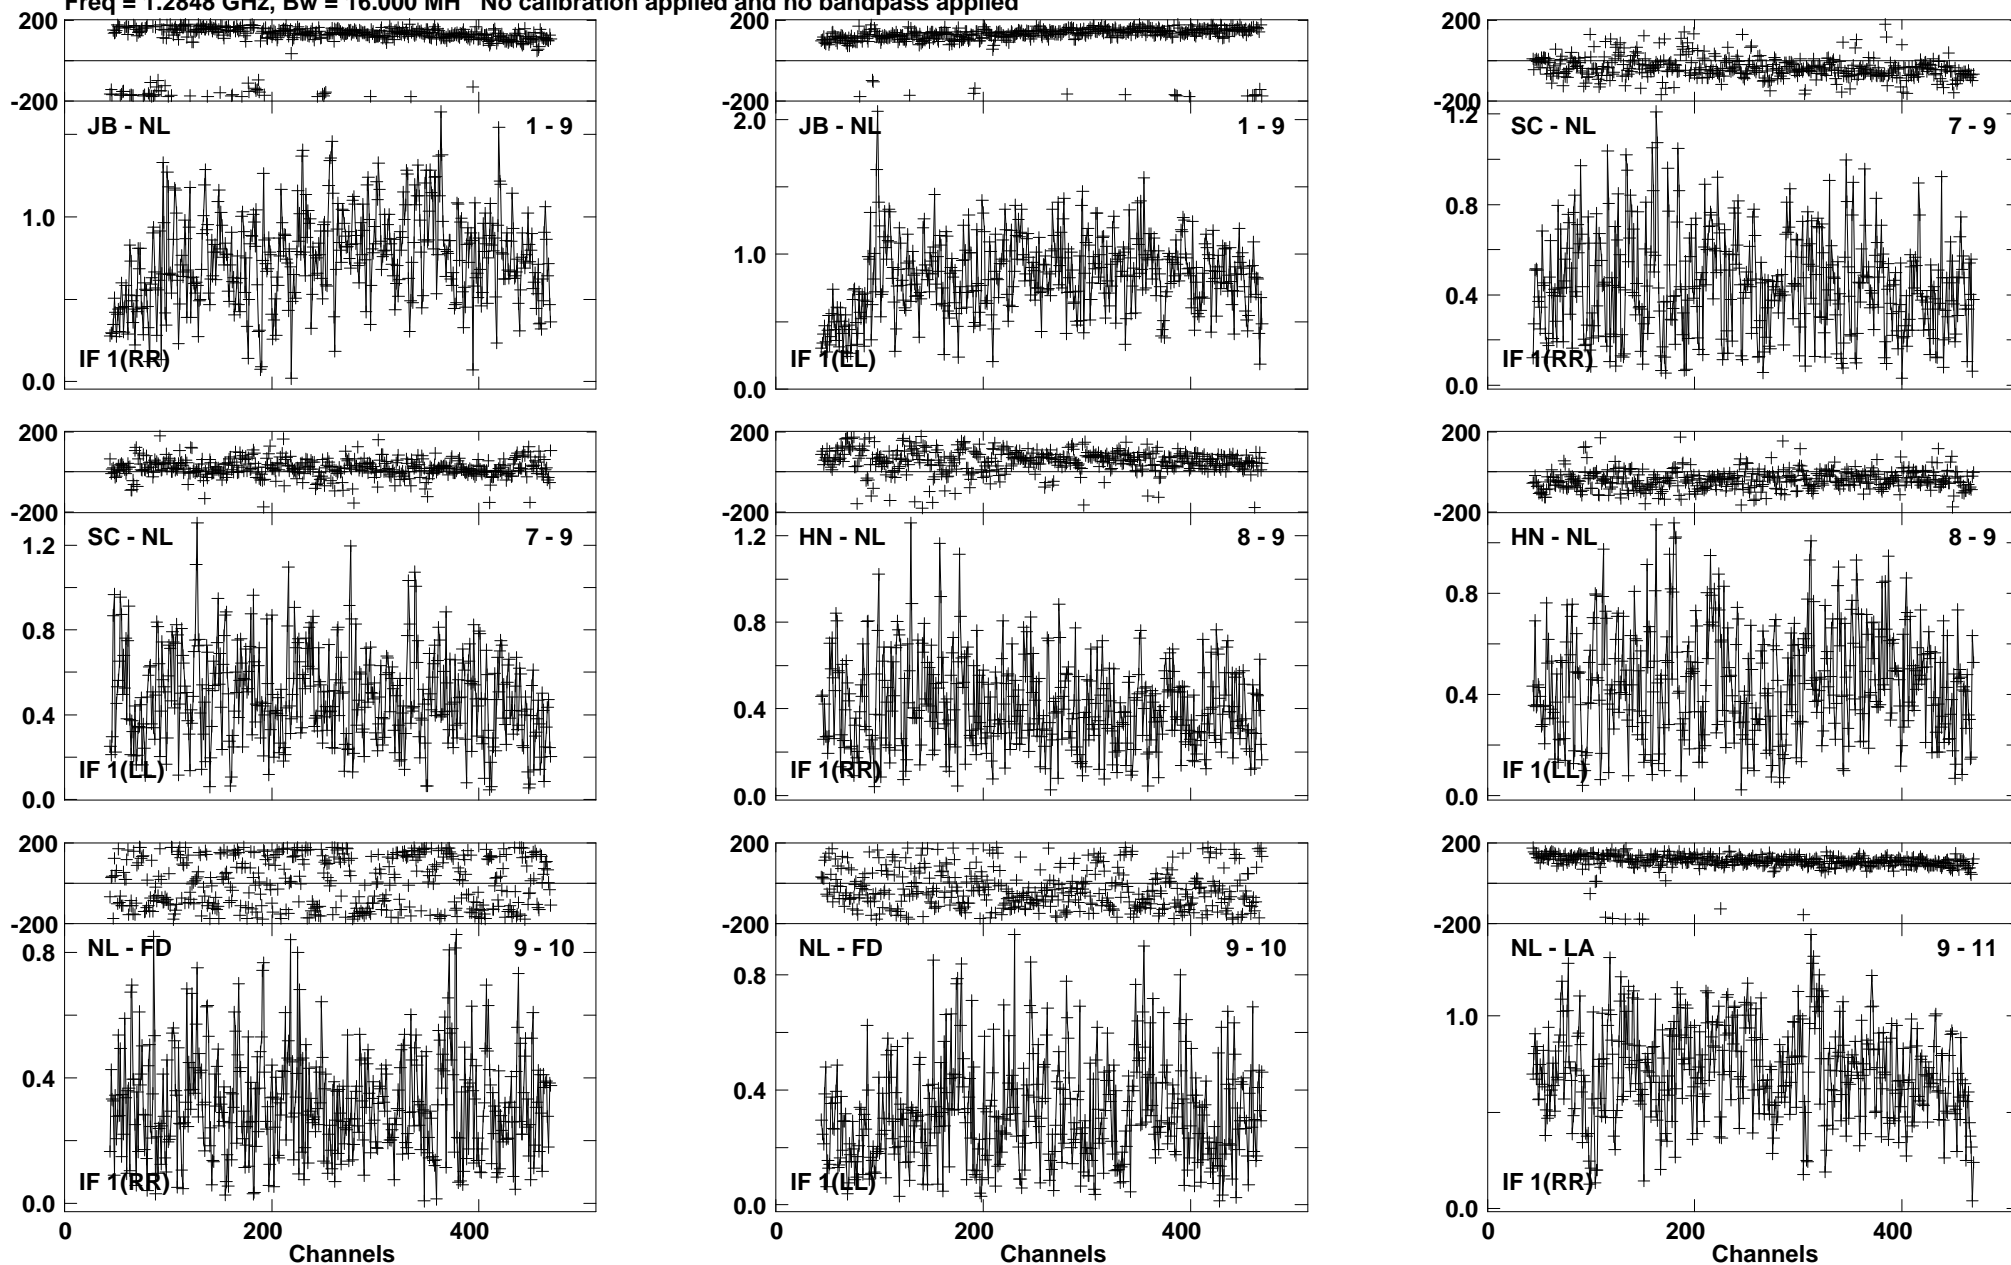 Freq = 1.2848 GHz, Bw = 16.000 MH No calibration applied and no bandpass applied
200 200 200
-200 -200 -200
JB - NL 1 - 9 JB - NL 1 - 9 SC - NL 7 - 9
2.0 1.2
1.0 1.0 0.8
0.4
IF 1(RR) IF 1(LL) IF 1(RR)
0.0 0.0 0.0
200 200 200
-200 -200 -200
SC - NL 7 - 9 HN - NL 8 - 9 HN - NL 8 - 9
1.2 1.2
0.8 0.8 0.8
0.4 0.4 0.4
IF 1(LL) IF 1(RR) IF 1(LL)
0.0 0.0 0.0
200 200 200
-200 -200 -200
NL - FD 9 - 10 NL - FD 9 - 10 NL - LA 9 - 11
0.8 0.8 1.0
0.4 0.4
IF 1(RR) IF 1(LL) IF 1(RR)
0.0 0.0 0.0
0 200 400 0 200 400 0 200 400
Channels Channels Channels